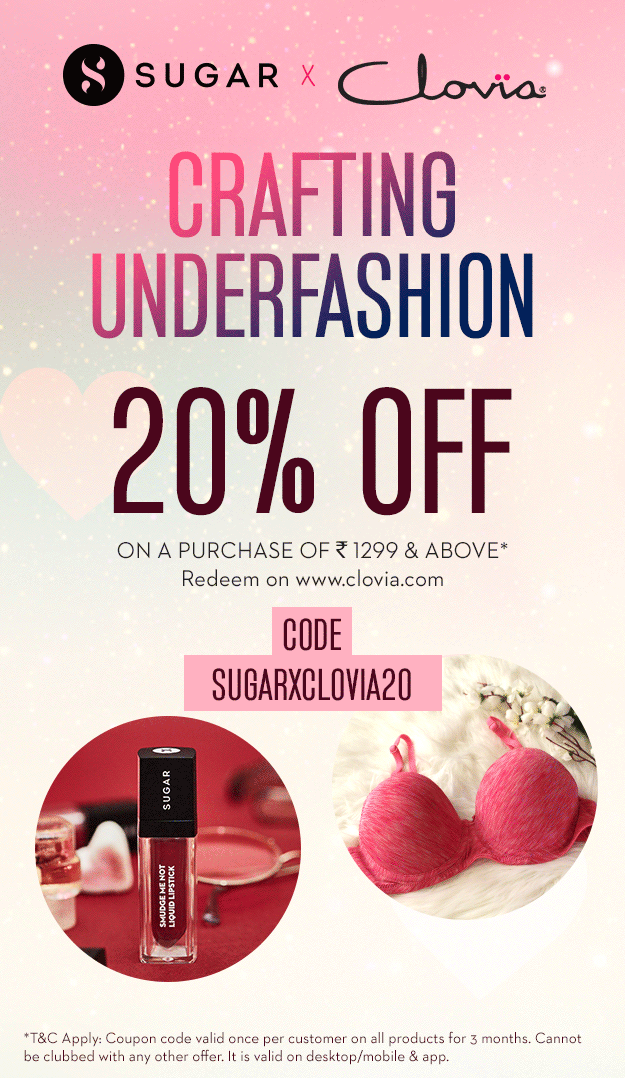 SUGAR X Clovia®
CRAFTING
UNDERFASHION
20% OFF
ON A PURCHASE OF ₹ 1299 & ABOVE*
Redeem on www.clovia.com
CODE
SUGARXCLOVIA20
SUGAR
SMUDGE ME NOT
LIQUID LIPSTICK
*T&C Apply: Coupon code valid once per customer on all products for 3 months. Cannot
be clubbed with any other offer. It is valid on desktop/mobile & app.